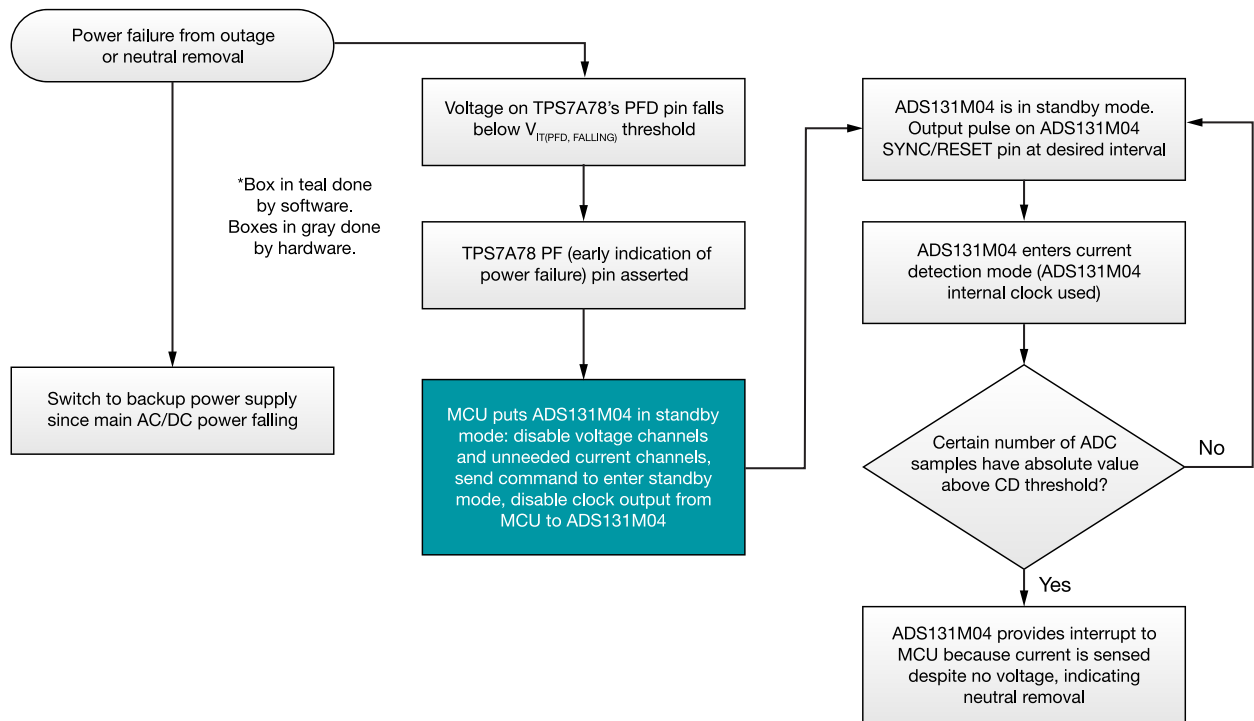 Power failure from outage
or neutral removal
Voltage on TPS7A78's PFD pin falls
below VIT(PFD, FALLING) threshold
ADS131M04 is in standby mode.
Output pulse on ADS131M04
SYNC/RESET pin at desired interval
*Box in teal done
by software.
Boxes in gray done
by hardware.
TPS7A78 PF (early indication of
power failure) pin asserted
ADS131M04 enters current
detection mode (ADS131M04
internal clock used)
Switch to backup power supply
since main AC/DC power falling
MCU puts ADS131M04 in standby
mode: disable voltage channels
and unneeded current channels,
send command to enter standby
mode, disable clock output from
MCU to ADS131M04
Certain number of ADC
samples have absolute value
above CD threshold?
No
Yes
ADS131M04 provides interrupt to
MCU because current is sensed
despite no voltage, indicating
neutral removal